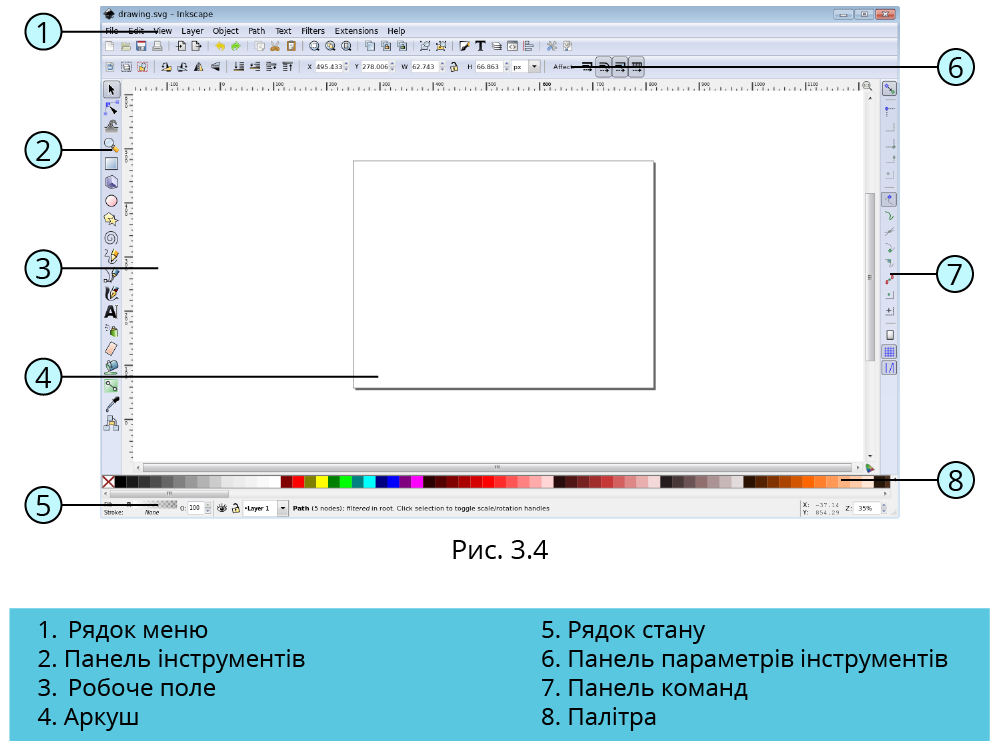 drawing.svg - Inkscape
File Edit View Layer Object Path Text Filters Extensions Help
X 495.433 Y 278.006 W 62.743 H 66.863 px Affect
1
2
3
4
5
6
7
8
O: 100 •Layer 1 Path (5 nodes); filtered in root. Click selection to toggle scale/rotation handles X: -37.14 Z: 35%
Stroke: None Y: 854.29
Рис. 3.4
1. Рядок меню
2. Панель інструментів
3. Робоче поле
4. Аркуш
5. Рядок стану
6. Панель параметрів інструментів
7. Панель команд
8. Палітра